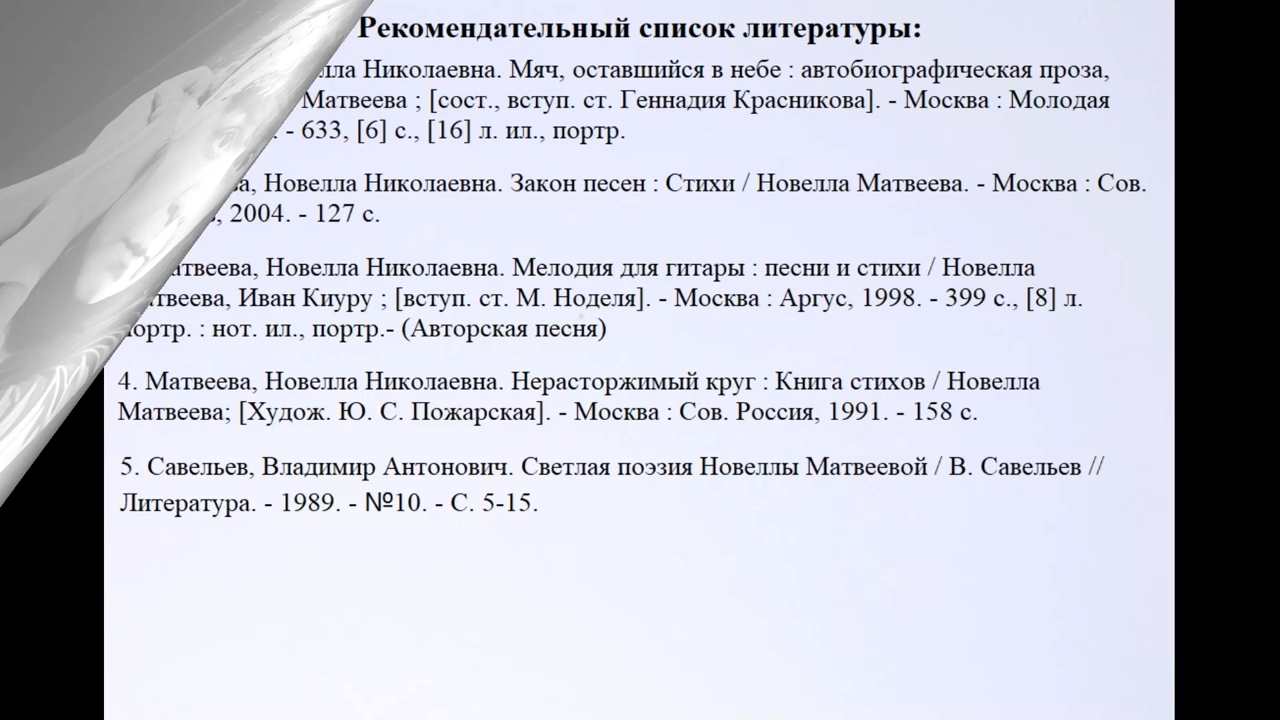 Рекомендательный список литературы:
Николаевна. Мяч, оставшийся в небе : автобиографическая проза,
Матвеева ; [сост., вступ. ст. Геннадия Красникова]. - Москва : Молодая
- 633, [6] с., [16] л. ил., портр.
Новелла Николаевна. Закон песен : Стихи / Новелла Матвеева. - Москва : Сов.
2004. - 127 с.
Матвеева, Новелла Николаевна. Мелодия для гитары : песни и стихи / Новелла
Матвеева, Иван Киуру ; [вступ. ст. М. Ноделя]. - Москва : Аргус, 1998. - 399 с., [8] л.
портр. : нот. ил., портр.- (Авторская песня)
4. Матвеева, Новелла Николаевна. Нерасторжимый круг : Книга стихов / Новелла
Матвеева; [Худож. Ю. С. Пожарская]. - Москва : Сов. Россия, 1991. - 158 с.
5. Савельев, Владимир Антонович. Светлая поэзия Новеллы Матвеевой / В. Савельев //
Литература. - 1989. - №10. - С. 5-15.